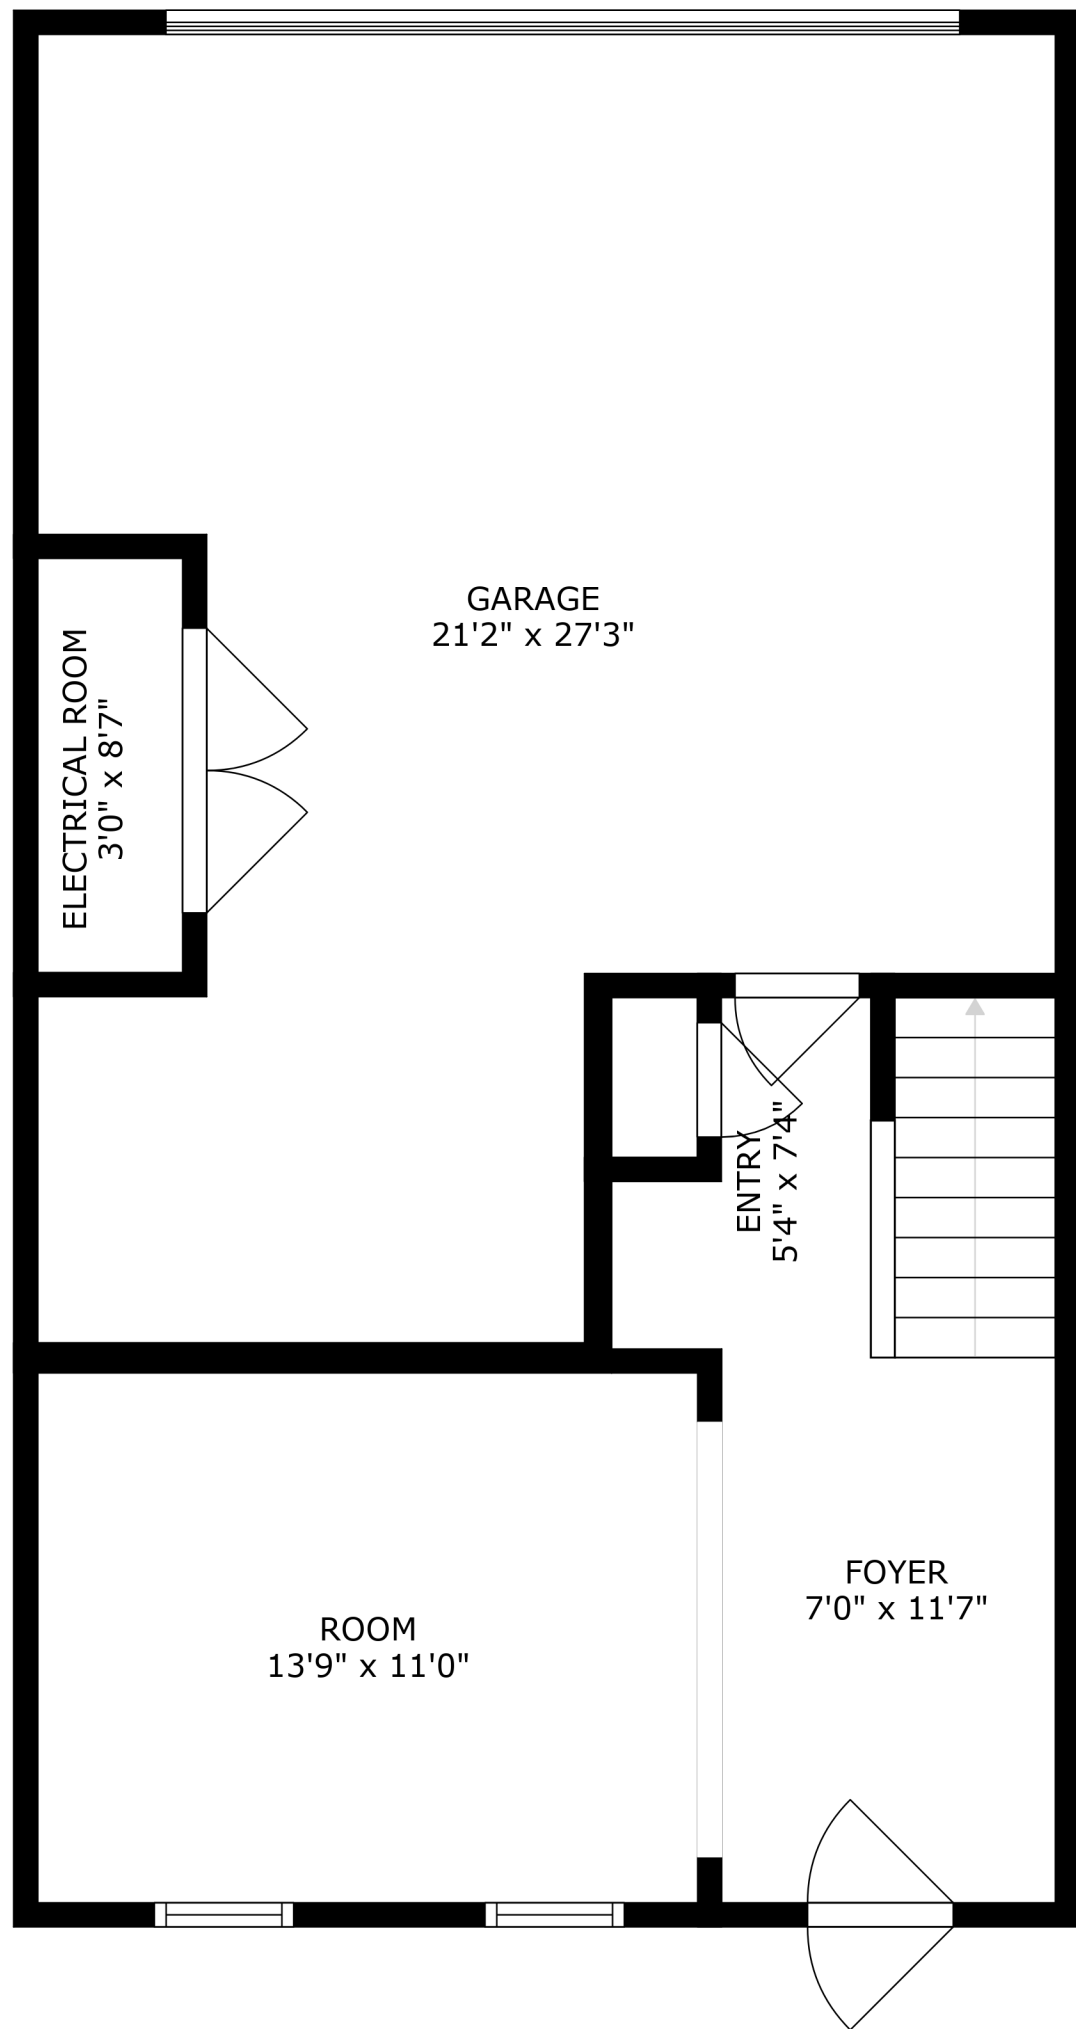 GARAGE
21'2" x 27'3"
ELECTRICAL ROOM
3'0" x 8'7"
ENTRY
5'4" x 7'4"
FOYER
7'0" x 11'7"
ROOM
13'9" x 11'0"